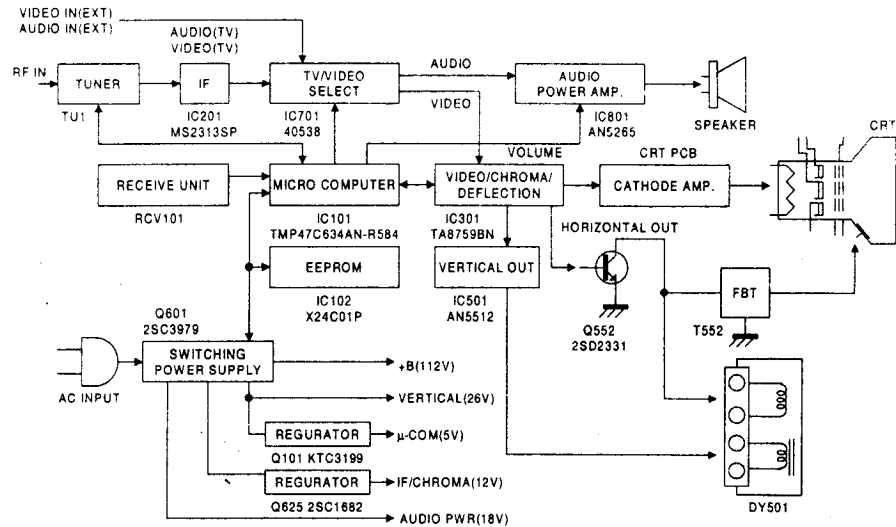 VIDEO IN(EXT)
AUDIO IN(EXT)
AUDIO(TV)
VIDEO(TV)
RF IN
TUNER
IF
TV/VIDEO
SELECT
AUDIO
VIDEO
AUDIO
POWER AMP.
TU1
IC201
MS2313SP
IC701
40538
IC801
AN5265
SPEAKER
CRT
VOLUME
CRT PCB
RECEIVE UNIT
MICRO COMPUTER
VIDEO/CHROMA/
DEFLECTION
CATHODE AMP.
RCV101
IC101
TMP47C634AN-R584
IC301
TA8759BN
HORIZONTAL OUT
EEPROM
VERTICAL OUT
FBT
IC102
X24C01P
IC501
AN5512
Q552
2SD2331
T552
Q601
2SC3979
SWITCHING
POWER SUPPLY
AC INPUT
+B(112V)
VERTICAL(26V)
REGURATOR
μ-COM(5V)
Q101 KTC3199
REGURATOR
IF/CHROMA(12V)
Q625 2SC1682
AUDIO PWR(18V)
DY501